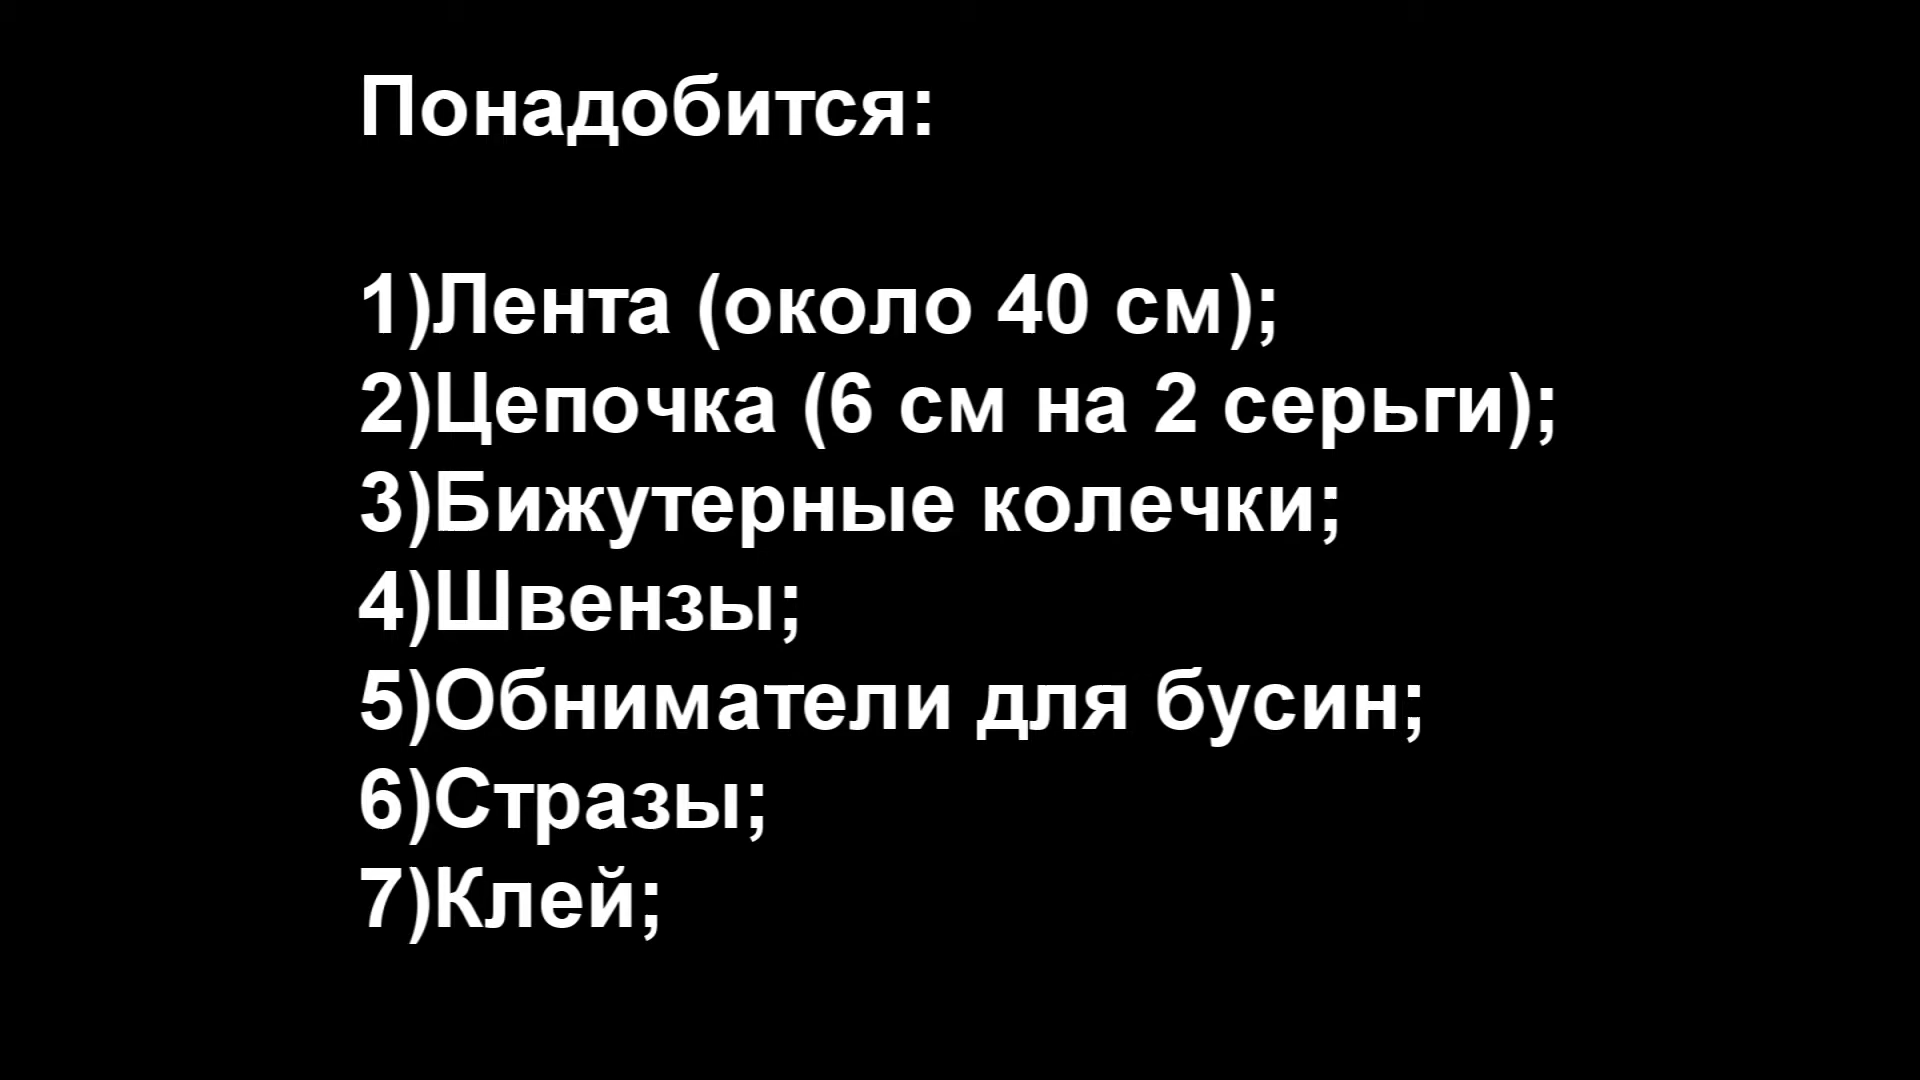 Понадобится:
1)Лента (около 40 см);
2)Цепочка (6 см на 2 серьги);
3)Бижутерные колечки;
4)Швензы;
5)Обниматели для бусин;
6)Стразы;
7)Клей;